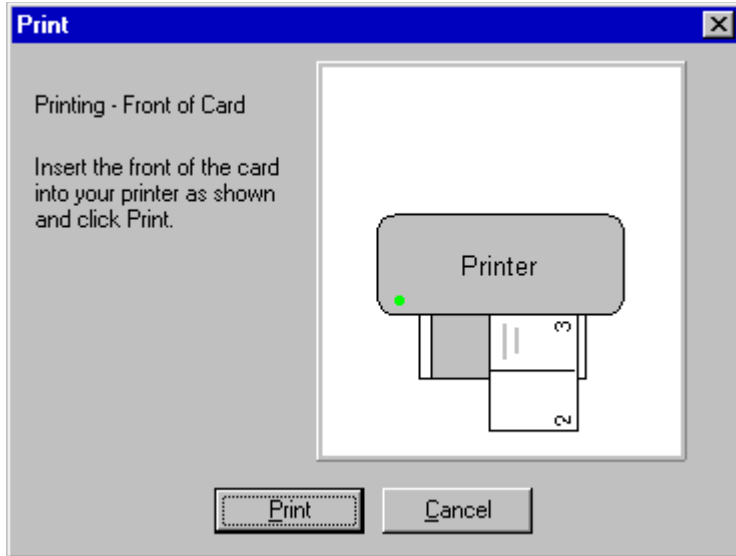 Print
Printing - Front of Card
Insert the front of the card
into your printer as shown
and click Print.
Printer
3
2
Print
Cancel